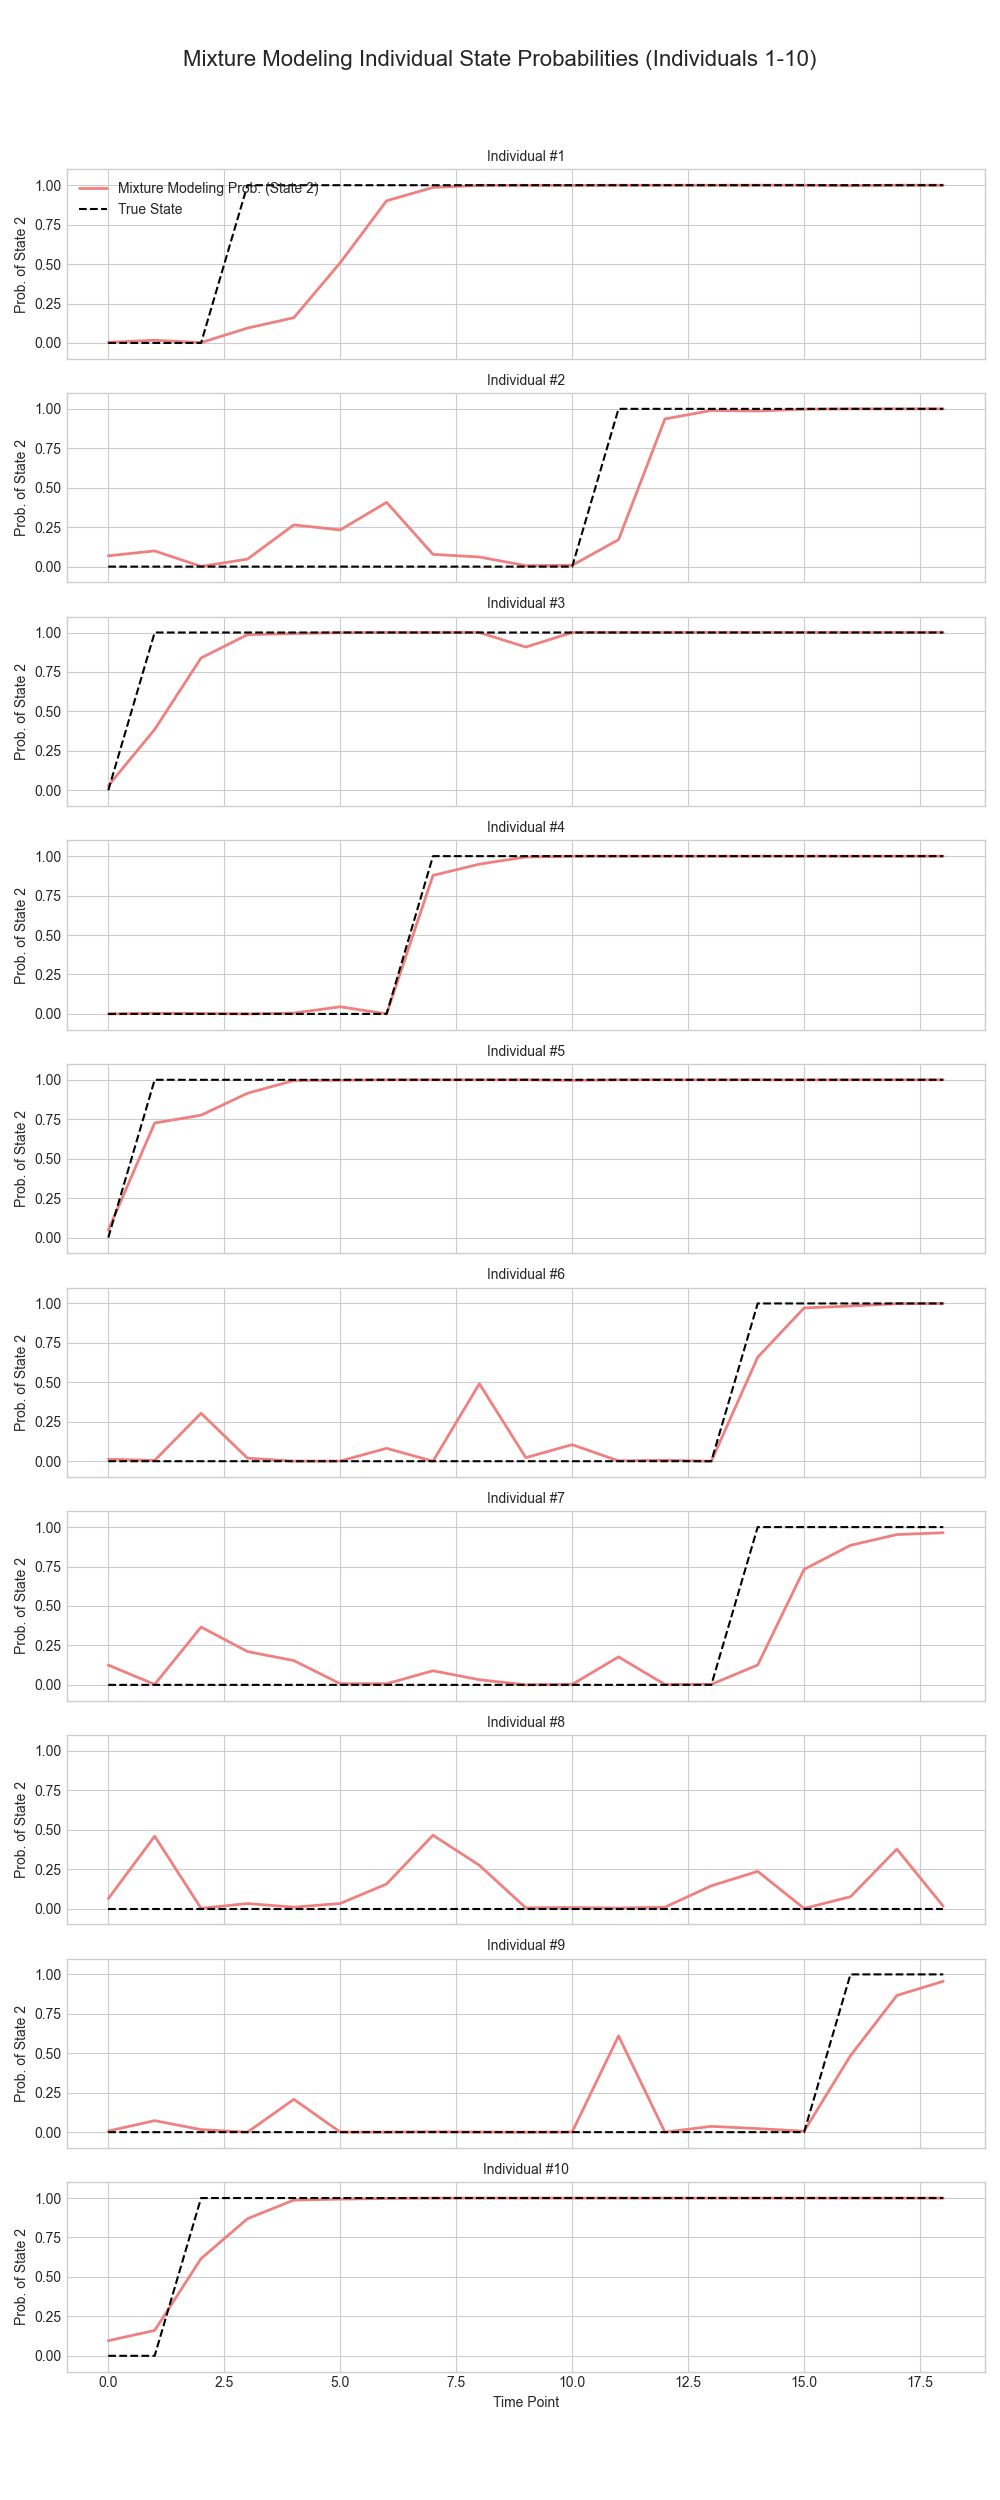 Mixture Modeling Individual State Probabilities (Individuals 1-10)
Individual #1
Mixture Modeling Prob. (State 2)
True State
Prob. of State 2
1.00
0.75
0.50
0.25
0.00
Individual #2
Prob. of State 2
1.00
0.75
0.50
0.25
0.00
Individual #3
Prob. of State 2
1.00
0.75
0.50
0.25
0.00
Individual #4
Prob. of State 2
1.00
0.75
0.50
0.25
0.00
Individual #5
Prob. of State 2
1.00
0.75
0.50
0.25
0.00
Individual #6
Prob. of State 2
1.00
0.75
0.50
0.25
0.00
Individual #7
Prob. of State 2
1.00
0.75
0.50
0.25
0.00
Individual #8
Prob. of State 2
1.00
0.75
0.50
0.25
0.00
Individual #9
Prob. of State 2
1.00
0.75
0.50
0.25
0.00
Individual #10
Prob. of State 2
1.00
0.75
0.50
0.25
0.00
0.0 2.5 5.0 7.5 10.0 12.5 15.0 17.5
Time Point